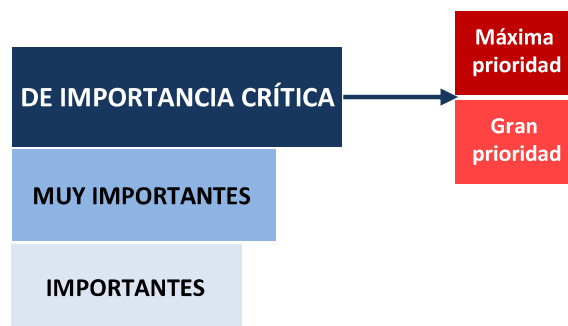 DE IMPORTANCIA CRÍTICA
MUY IMPORTANTES
IMPORTANTES
Máxima
prioridad
Gran
prioridad